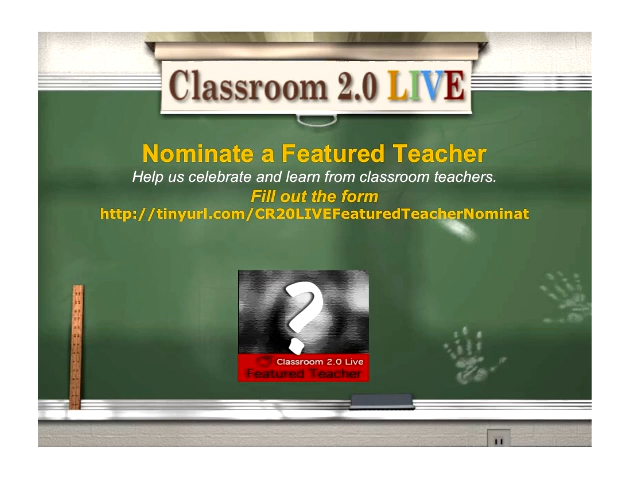 Classroom 2.0 LIVE
Nominate a Featured Teacher
Help us celebrate and learn from classroom teachers.
Fill out the form
http://tinyurl.com/CR20LIVEFeaturedTeacherNominat
?
Classroom 2.0 Live
Featured Teacher